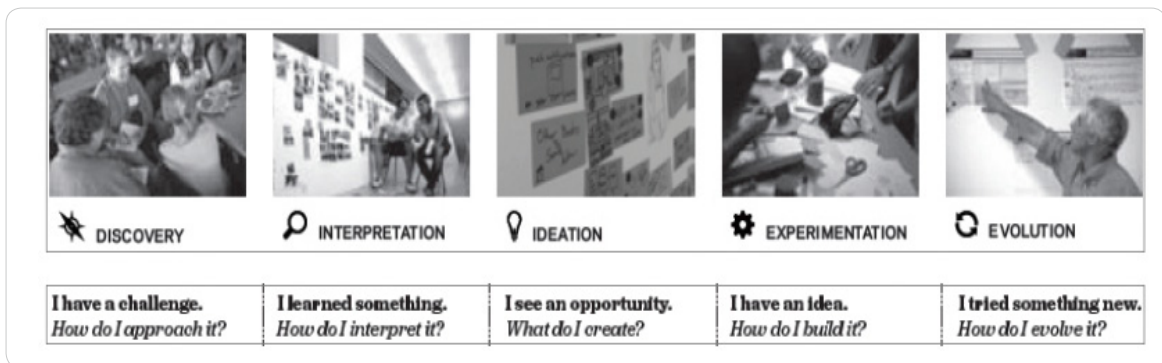 DISCOVERY
INTERPRETATION
IDEATION
EXPERIMENTATION
EVOLUTION
I have a challenge.
How do I approach it?
I learned something.
How do I interpret it?
I see an opportunity.
What do I create?
I have an idea.
How do I build it?
I tried something new.
How do I evolve it?